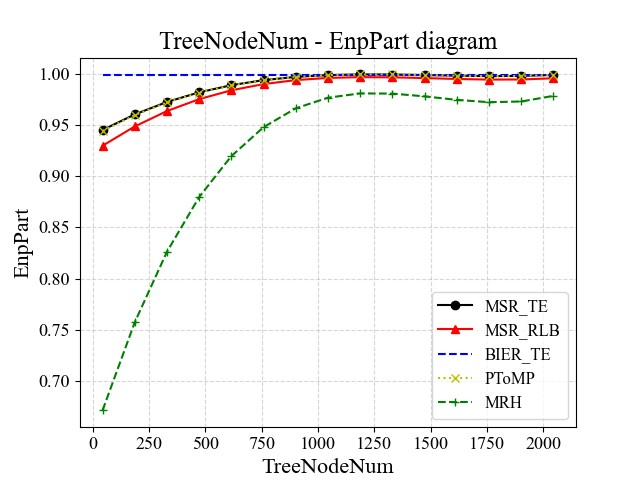 TreeNodeNum - EnpPart diagram
1.00
0.95
0.90
0.85
0.80
0.75
0.70
EnpPart
MSR_TE
MSR_RLB
BIER_TE
PToMP
MRH
0 250 500 750 1000 1250 1500 1750 2000
TreeNodeNum